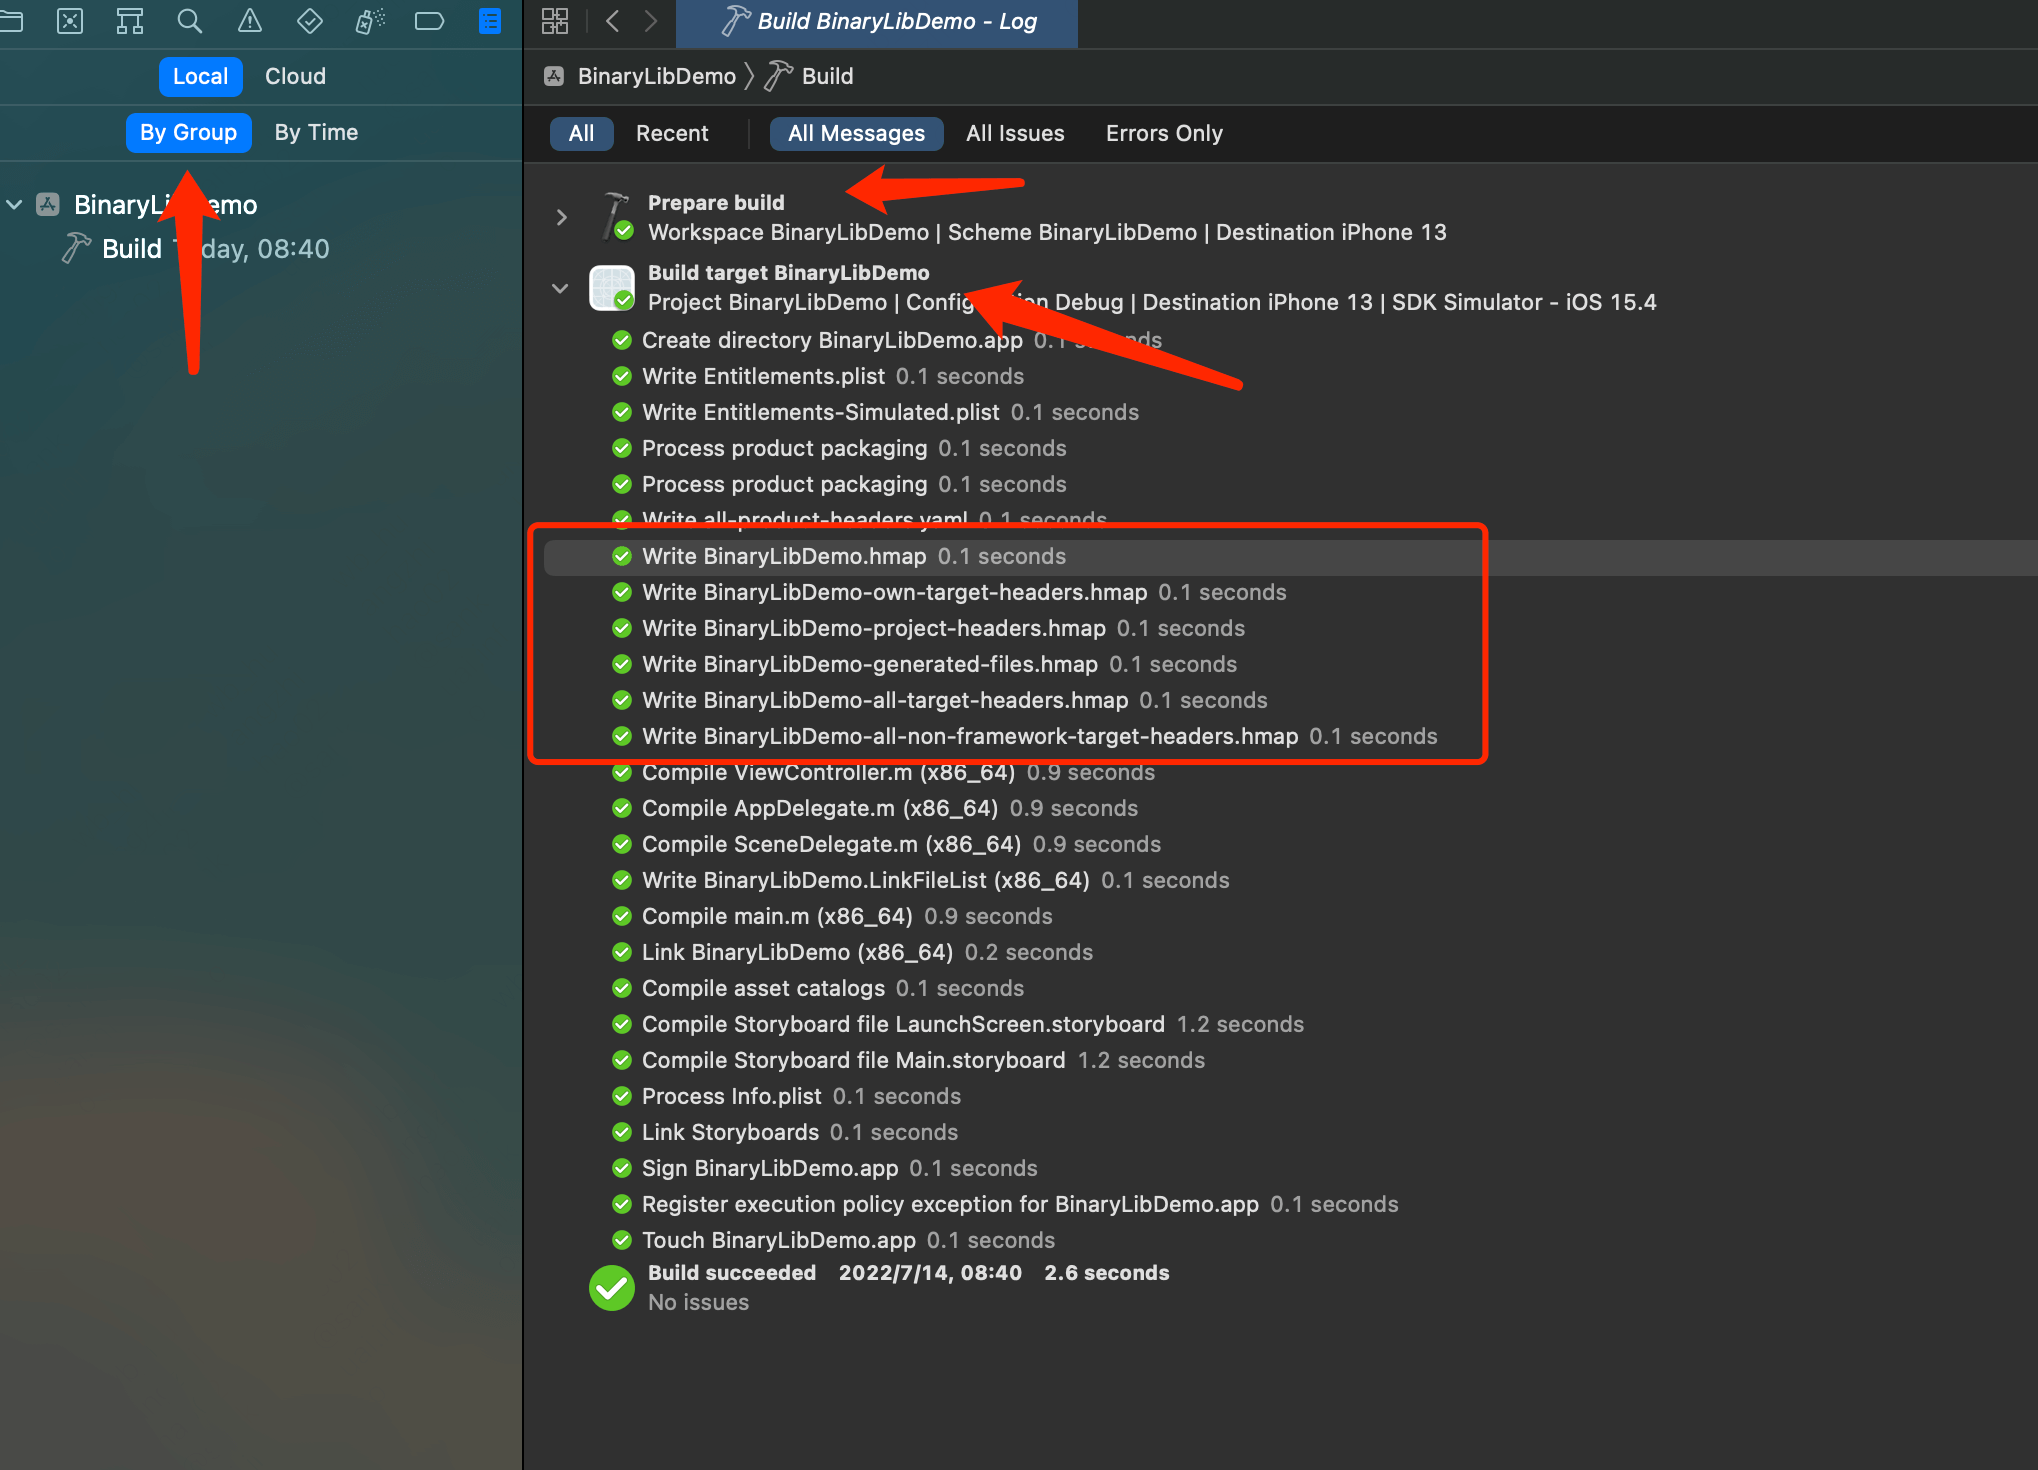 Build BinaryLibDemo - Log
Local Cloud
BinaryLibDemo Build
By Group By Time
All Recent All Messages All Issues Errors Only
Build 08:40
Prepare build
Workspace BinaryLibDemo | Scheme BinaryLibDemo | Destination iPhone 13
Build target BinaryLibDemo
Project BinaryLibDemo | Debug | Destination iPhone 13 | SDK Simulator - iOS 15.4
Create directory BinaryLibDemo.app
Write Entitlements.plist 0.1 seconds
Write Entitlements-Simulated.plist 0.1 seconds
Process product packaging 0.1 seconds
Process product packaging 0.1 seconds
Write all-product-headers.yaml 0.1 seconds
Write BinaryLibDemo.hmap 0.1 seconds
Write BinaryLibDemo-own-target-headers.hmap 0.1 seconds
Write BinaryLibDemo-project-headers.hmap 0.1 seconds
Write BinaryLibDemo-generated-files.hmap 0.1 seconds
Write BinaryLibDemo-all-target-headers.hmap 0.1 seconds
Write BinaryLibDemo-all-non-framework-target-headers.hmap 0.1 seconds
Compile ViewController.m (x86_64) 0.9 seconds
Compile AppDelegate.m (x86_64) 0.9 seconds
Compile SceneDelegate.m (x86_64) 0.9 seconds
Write BinaryLibDemo.LinkFileList (x86_64) 0.1 seconds
Compile main.m (x86_64) 0.9 seconds
Link BinaryLibDemo (x86_64) 0.2 seconds
Compile asset catalogs 0.1 seconds
Compile Storyboard file LaunchScreen.storyboard 1.2 seconds
Compile Storyboard file Main.storyboard 1.2 seconds
Process Info.plist 0.1 seconds
Link Storyboards 0.1 seconds
Sign BinaryLibDemo.app 0.1 seconds
Register execution policy exception for BinaryLibDemo.app 0.1 seconds
Touch BinaryLibDemo.app 0.1 seconds
Build succeeded 2022/7/14, 08:40 2.6 seconds
No issues